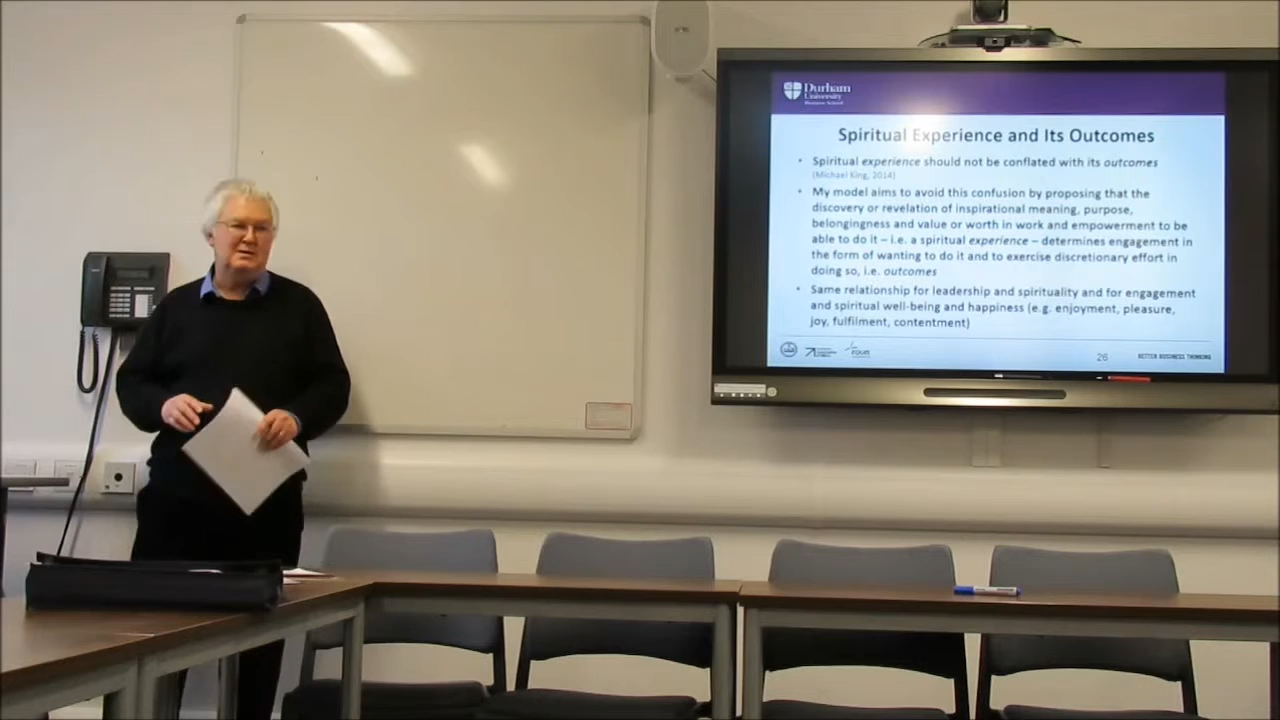 Durham
University
Business School
Spiritual Experience and Its Outcomes
• Spiritual experience should not be conflated with its outcomes
(Michael King, 2014)
• My model aims to avoid this confusion by proposing that the
discovery or revelation of inspirational meaning, purpose,
belongingness and value or worth in work and empowerment to be
able to do it – i.e. a spiritual experience – determines engagement in
the form of wanting to do it and to exercise discretionary effort in
doing so, i.e. outcomes
• Same relationship for leadership and spirituality and for engagement
and spiritual well-being and happiness (e.g. enjoyment, pleasure,
joy, fulfilment, contentment)
26
BETTER BUSINESS THINKING